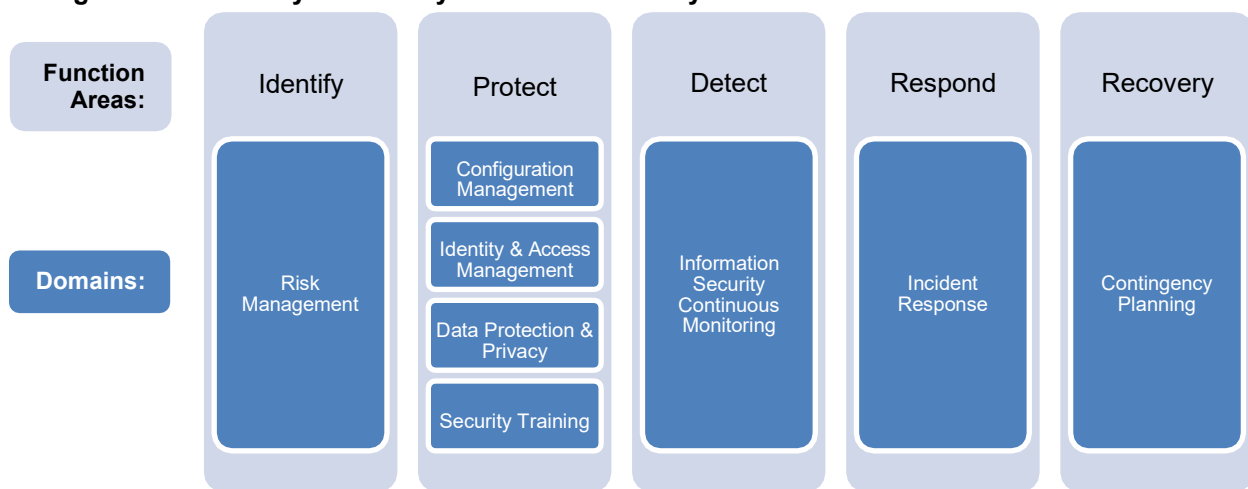 Function
Areas:
Identify
Protect
Detect
Respond
Recovery
Domains:
Risk
Management
Configuration
Management
Identity & Access
Management
Data Protection &
Privacy
Security Training
Information
Security
Continuous
Monitoring
Incident
Response
Contingency
Planning